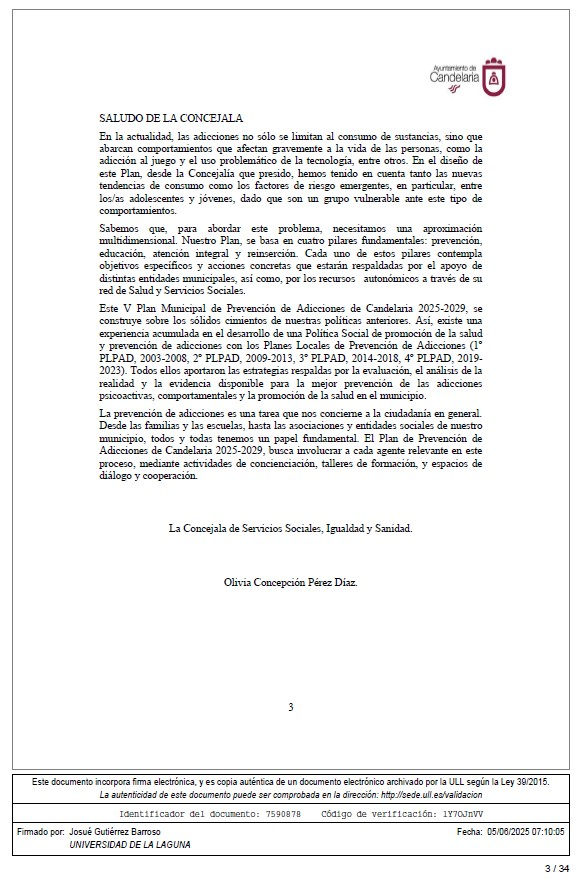 Ayuntamiento de
Candelaria
SALUDO DE LA CONCEJALA
En la actualidad, las adicciones no sólo se limitan al consumo de sustancias, sino que
abarcan comportamientos que afectan gravemente a la vida de las personas, como la
adicción al juego y el uso problemático de la tecnología, entre otros. En el diseño de
este Plan, desde la Concejalía que presido, hemos tenido en cuenta tanto las nuevas
tendencias de consumo como los factores de riesgo emergentes, en particular, entre
los/as adolescentes y jóvenes, dado que son un grupo vulnerable ante este tipo de
comportamientos.
Sabemos que, para abordar este problema, necesitamos una aproximación
multidimensional. Nuestro Plan, se basa en cuatro pilares fundamentales: prevención,
educación, atención integral y reinserción. Cada uno de estos pilares contempla
objetivos específicos y acciones concretas que estarán respaldadas por el apoyo de
distintas entidades municipales, así como, por los recursos autonómicos a través de su
red de Salud y Servicios Sociales.
Este V Plan Municipal de Prevención de Adicciones de Candelaria 2025-2029, se
construye sobre los sólidos cimientos de nuestras políticas anteriores. Así, existe una
experiencia acumulada en el desarrollo de una Política Social de promoción de la salud
y prevención de adicciones con los Planes Locales de Prevención de Adicciones (1º
PLPAD, 2003-2008, 2º PLPAD, 2009-2013, 3º PLPAD, 2014-2018, 4º PLPAD, 2019-
2023). Todos ellos aportaron las estrategias respaldas por la evaluación, el análisis de la
realidad y la evidencia disponible para la mejor prevención de las adicciones
psicoactivas, comportamentales y la promoción de la salud en el municipio.
La prevención de adicciones es una tarea que nos concierne a la ciudadanía en general.
Desde las familias y las escuelas, hasta las asociaciones y entidades sociales de nuestro
municipio, todos y todas tenemos un papel fundamental. El Plan de Prevención de
Adicciones de Candelaria 2025-2029, busca involucrar a cada agente relevante en este
proceso, mediante actividades de concienciación, talleres de formación, y espacios de
diálogo y cooperación.
La Concejala de Servicios Sociales, Igualdad y Sanidad.
Olivia Concepción Pérez Díaz.
3
Este documento incorpora firma electrónica, y es copia auténtica de un documento electrónico archivado por la ULL según la Ley 39/2015.
La autenticidad de este documento puede ser comprobada en la dirección: http://sede.ull.es/validacion
Identificador del documento: 7590878 Código de verificación: 1Y7OJnVV
Firmado por: Josué Gutiérrez Barroso Fecha: 05/06/2025 07:10:05
UNIVERSIDAD DE LA LAGUNA
3 / 34